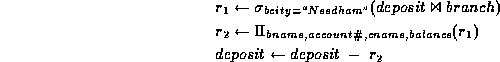 r₁ ← σ_{bcity="Needham"}(deposit ⋈ branch)
r₂ ← Π_{bname,account#,cname,balance}(r₁)
deposit ← deposit − r₂